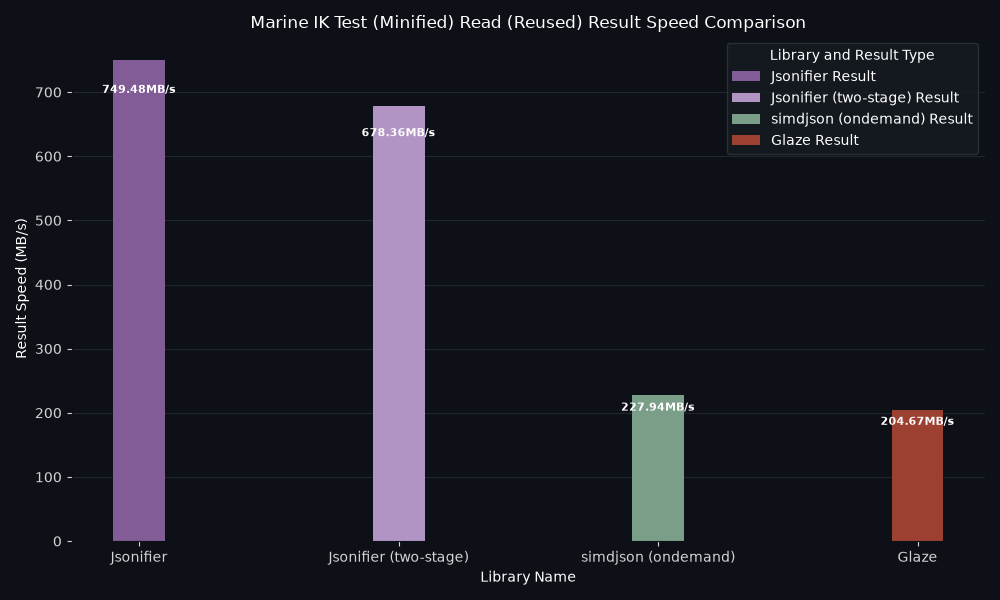 Marine IK Test (Minified) Read (Reused) Result Speed Comparison
Library and Result Type
Jsonifier Result
Jsonifier (two-stage) Result
simdjson (ondemand) Result
Glaze Result
749.48MB/s
678.36MB/s
227.94MB/s
204.67MB/s
Result Speed (MB/s)
700
600
500
400
300
200
100
0
Jsonifier
Jsonifier (two-stage)
simdjson (ondemand)
Glaze
Library Name